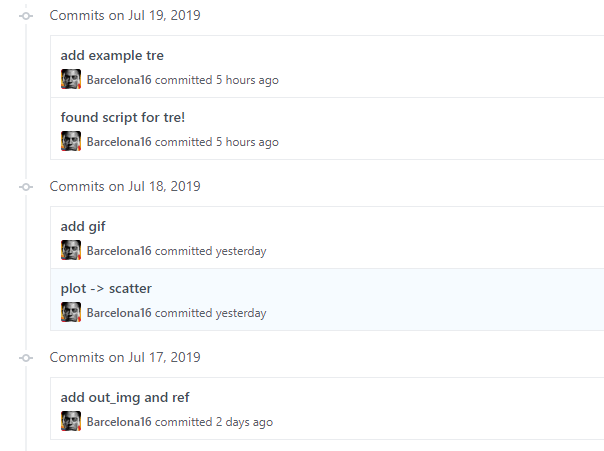 Commits on Jul 19, 2019
add example tre
Barcelona16 committed 5 hours ago
found script for tre!
Barcelona16 committed 5 hours ago
Commits on Jul 18, 2019
add gif
Barcelona16 committed yesterday
plot -> scatter
Barcelona16 committed yesterday
Commits on Jul 17, 2019
add out_img and ref
Barcelona16 committed 2 days ago